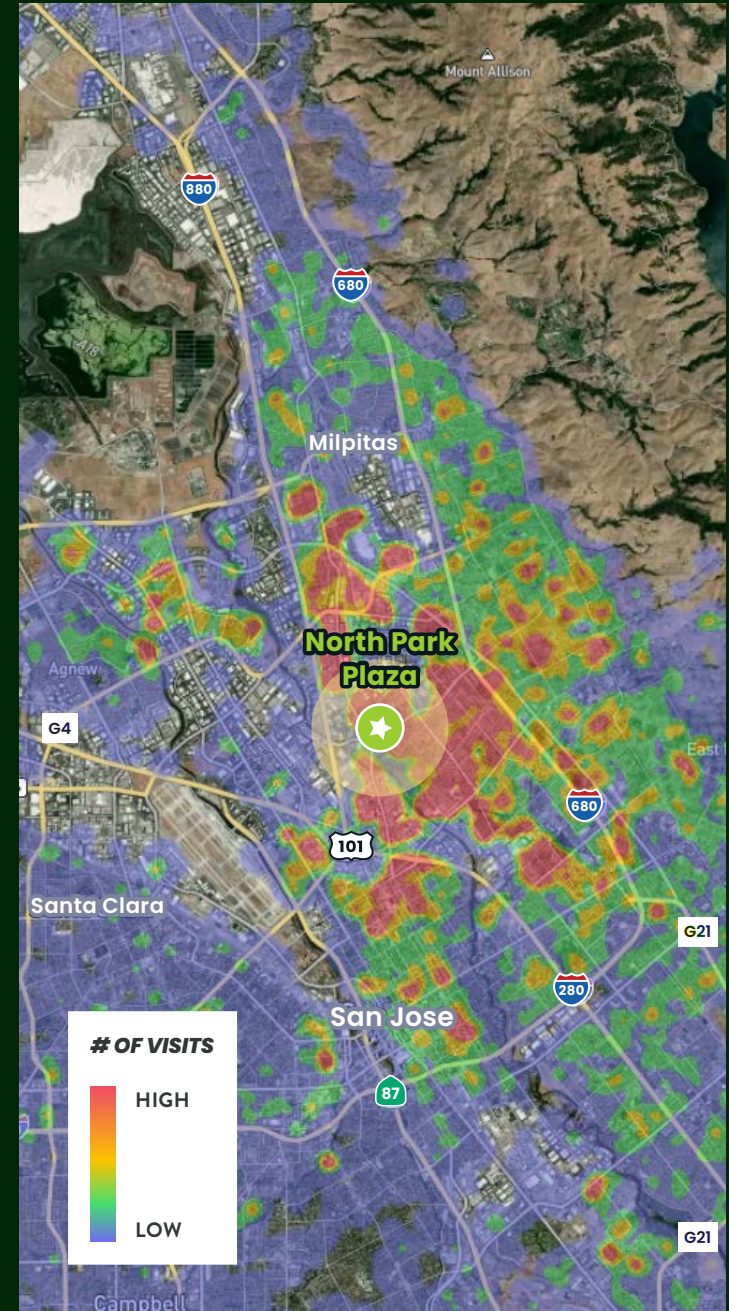 Mount Allison
880
680
A18
Milpitas
North Park
Plaza
Agnew
G4
East
680
101
Santa Clara
G21
280
San Jose
# OF VISITS
HIGH
LOW
87
G21
Campbell